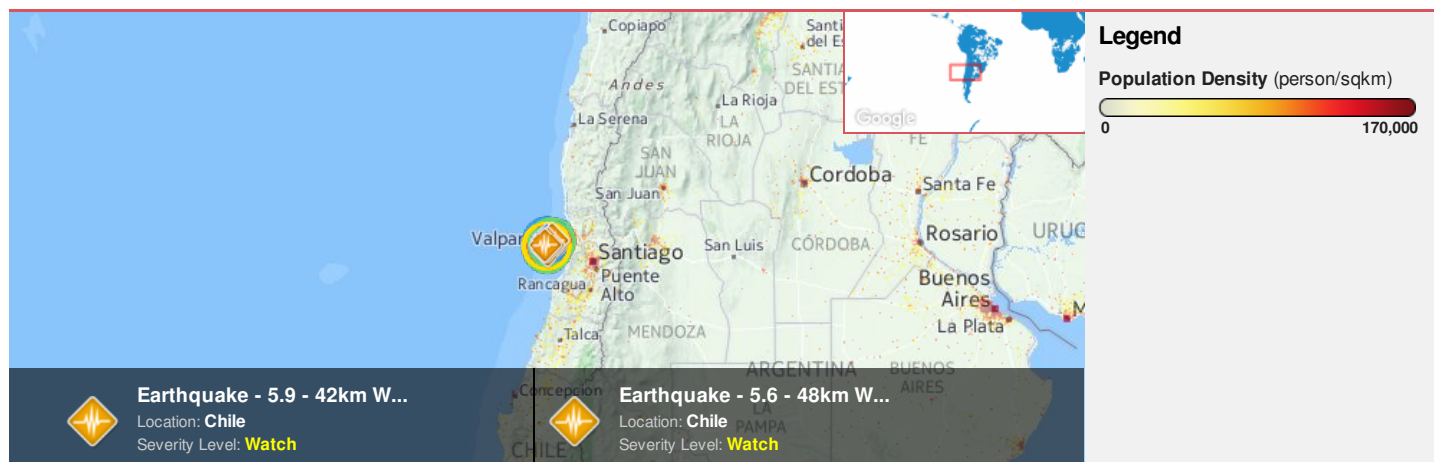 Copiapo
Santi
del Es
Andes
SANTIA
DEL EST
La Rioja
LA
RIOJA
La Serena
Google
FE
SAN
JUAN
San Juan
Cordoba
Santa Fe
Valpar
Santiago
San Luis
CÓRDOBA
Rosario
URUG
Rancagua
Puente
Alto
Buenos
Aires
M
La Plata
Talca
MENDOZA
ARGENTINA
BUENOS
AIRES
Concepcion
LA
PAMPA
CHILE
Earthquake - 5.9 - 42km W...
Location: Chile
Severity Level: Watch
Earthquake - 5.6 - 48km W...
Location: Chile
Severity Level: Watch
Legend
Population Density (person/sqkm)
0 170,000